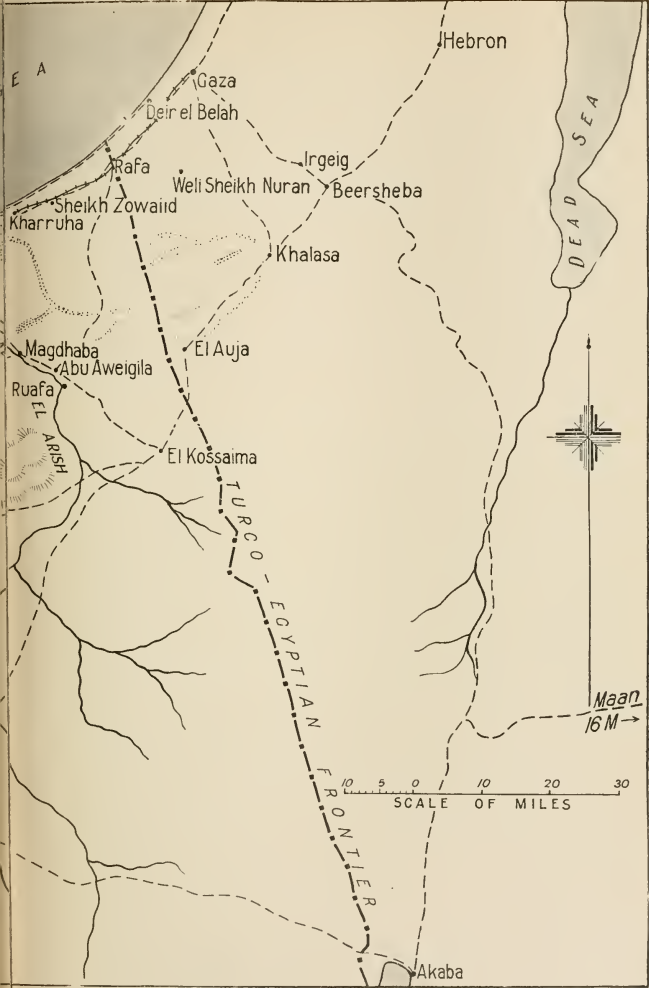 Hebron
E A
Gaza
Deir el Belah
DEAD SEA
Irgeig
Rafa
Weli Sheikh Nuran
Beersheba
Sheikh Zowaiid
Kharruha
Khalasa
Magdhaba
El Auja
Abu Aweigila
Ruafa
EL ARISH
El Kossaima
TURCO-EGYPTIAN FRONTIER
Maan
16 M →
10 5 0 10 20 30
SCALE OF MILES
Akaba